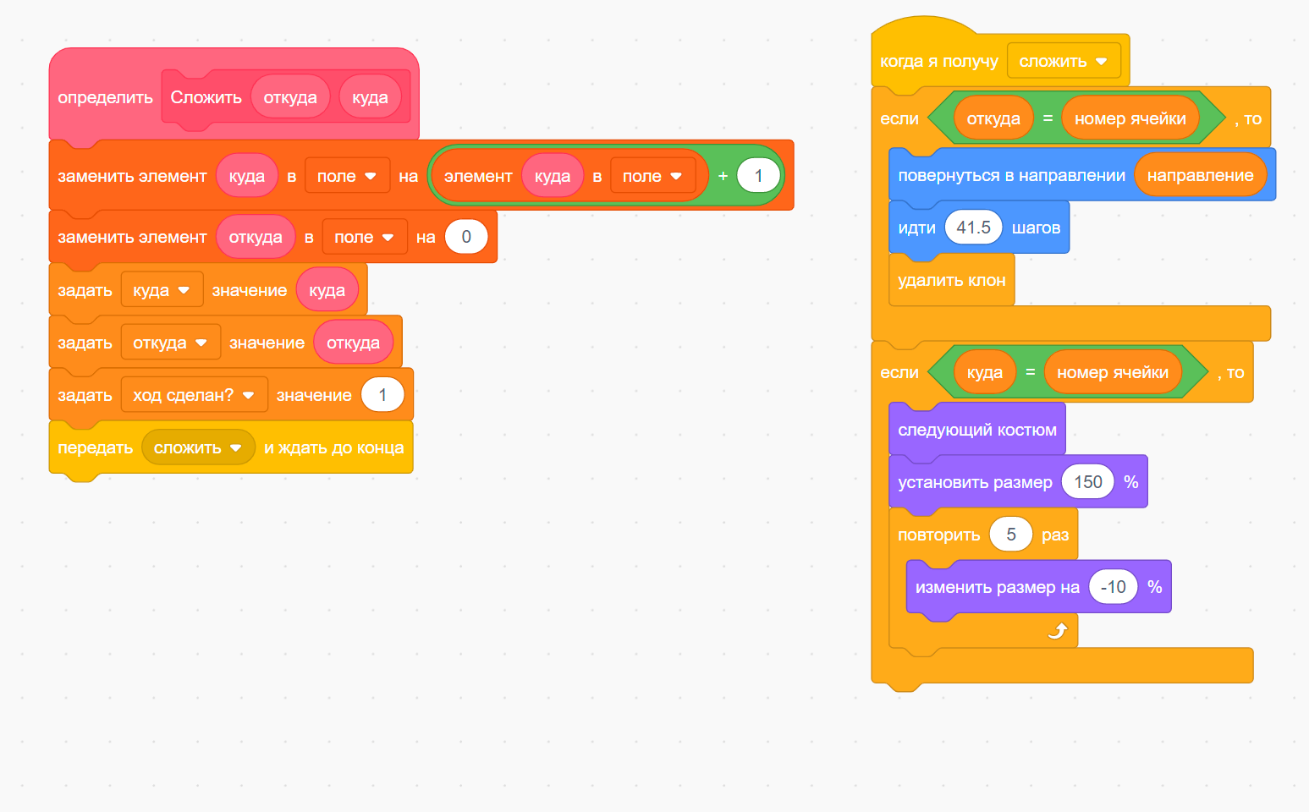 определить Сложить откуда куда
заменить элемент куда в поле на элемент куда в поле + 1
заменить элемент откуда в поле на 0
задать куда значение куда
задать откуда значение откуда
задать ход сделан? значение 1
передать сложить и ждать до конца
когда я получу сложить
если откуда = номер ячейки , то
повернуться в направлении направление
идти 41.5 шагов
удалить клон
если куда = номер ячейки , то
следующий костюм
установить размер 150 %
повторить 5 раз
изменить размер на -10 %